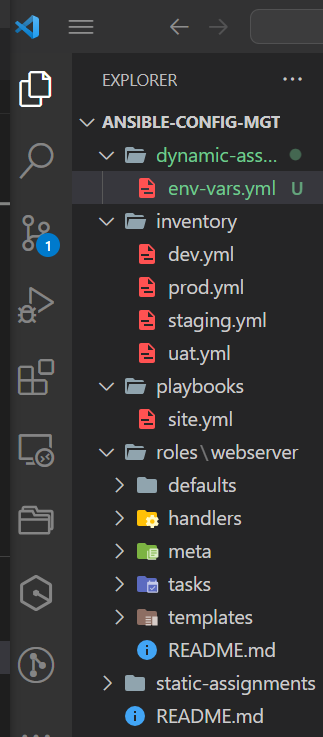 EXPLORER
ANSIBLE-CONFIG-MGT
dynamic-ass...
env-vars.yml U
inventory
dev.yml
prod.yml
1
staging.yml
uat.yml
playbooks
site.yml
roles\webserver
defaults
handlers
meta
tasks
templates
README.md
static-assignments
README.md